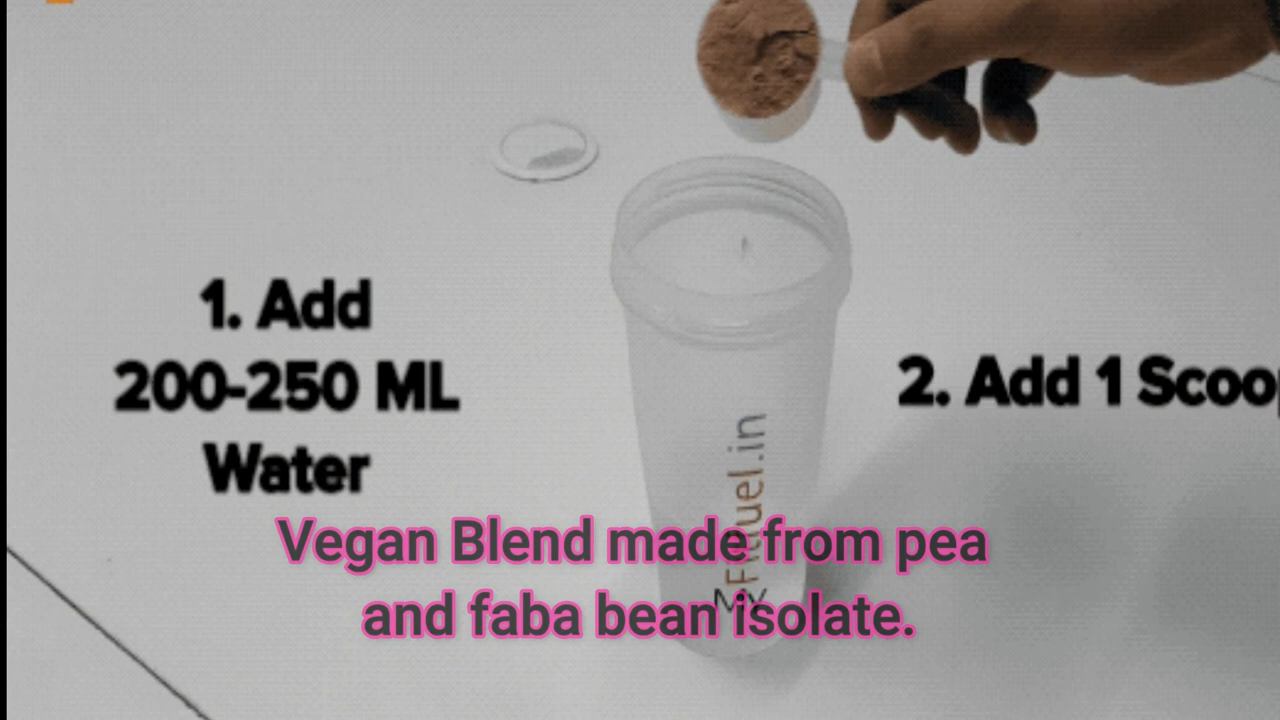 1. Add
200-250 ML
Water
2. Add 1 Scoo
Vegan Blend made from pea
and faba bean isolate.